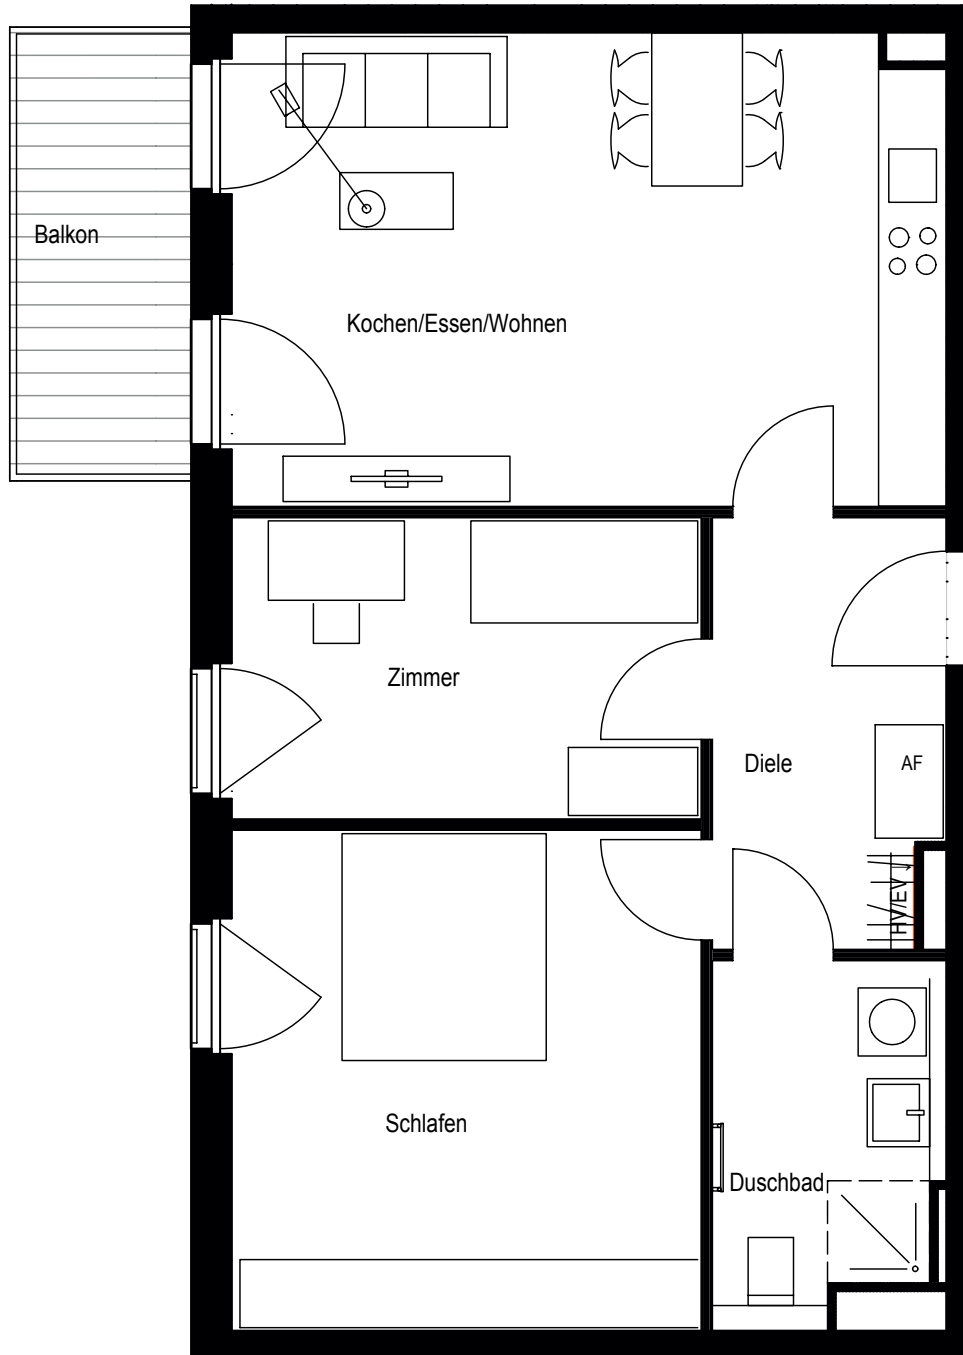 Balkon
Kochen/Essen/Wohnen
Zimmer
Diele
AF
HV/EV
Schlafen
Duschbad